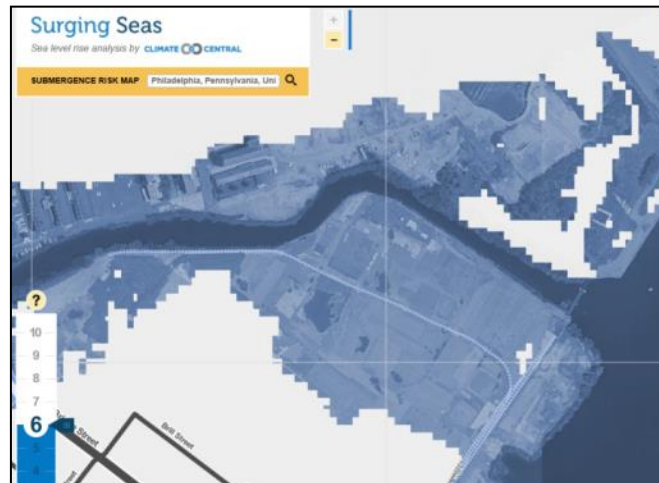 Surging Seas
Sea level rise analysis by CLIMATE CENTRAL
SUBMERGENCE RISK MAP Philadelphia, Pennsylvania, Uni
+
−
?
10
9
8
7
6
5
4
Street
Brill Street